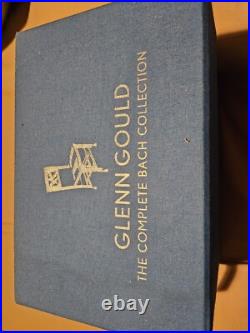 GLENN GOULD
THE COMPLETE BACH COLLECTION